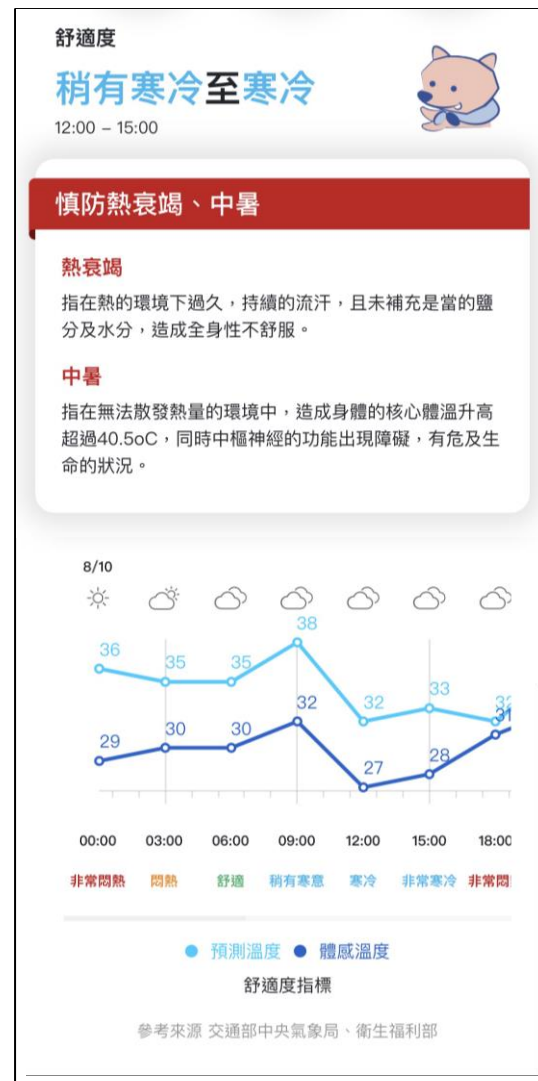 舒適度
稍有寒冷至寒冷
12:00 – 15:00
慎防熱衰竭、中暑
熱衰竭
指在熱的環境下過久，持續的流汗，且未補充是當的鹽
分及水分，造成全身性不舒服。
中暑
指在無法散發熱量的環境中，造成身體的核心體溫升高
超過40.5oC，同時中樞神經的功能出現障礙，有危及生
命的狀況。
8/10
36 35 35 38 32 33 32
29 30 30 32 27 28 31
00:00 03:00 06:00 09:00 12:00 15:00 18:00
非常悶熱 悶熱 舒適 稍有寒意 寒冷 非常寒冷 非常悶
預測溫度 體感溫度
舒適度指標
參考來源 交通部中央氣象局、衛生福利部